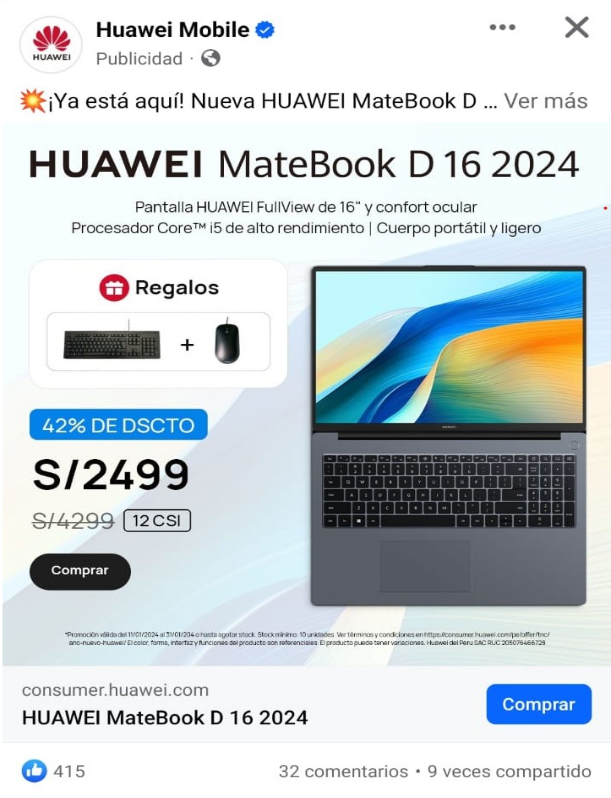 Huawei Mobile
HUAWEI
Publicidad ·
¡Ya está aquí! Nueva HUAWEI MateBook D ... Ver más
HUAWEI MateBook D 16 2024
Pantalla HUAWEI FullView de 16" y confort ocular
Procesador Core™ i5 de alto rendimiento | Cuerpo portátil y ligero
Regalos
+
42% DE DSCTO
S/2499
S/4299 12 CSI
Comprar
*Promoción válida del 11/01/2024 al 31/01/204 o hasta agotar stock. Stock mínimo: 10 unidades. Ver términos y condiciones en https://consumer.huawei.com/pe/offer/tnc/
ano-nuevo-huawei/ El color, forma, interfaz y funciones del producto son referenciales. El producto puede tener variaciones. Huawei del Peru SAC RUC 20507646728
consumer.huawei.com
HUAWEI MateBook D 16 2024
Comprar
415
32 comentarios • 9 veces compartido